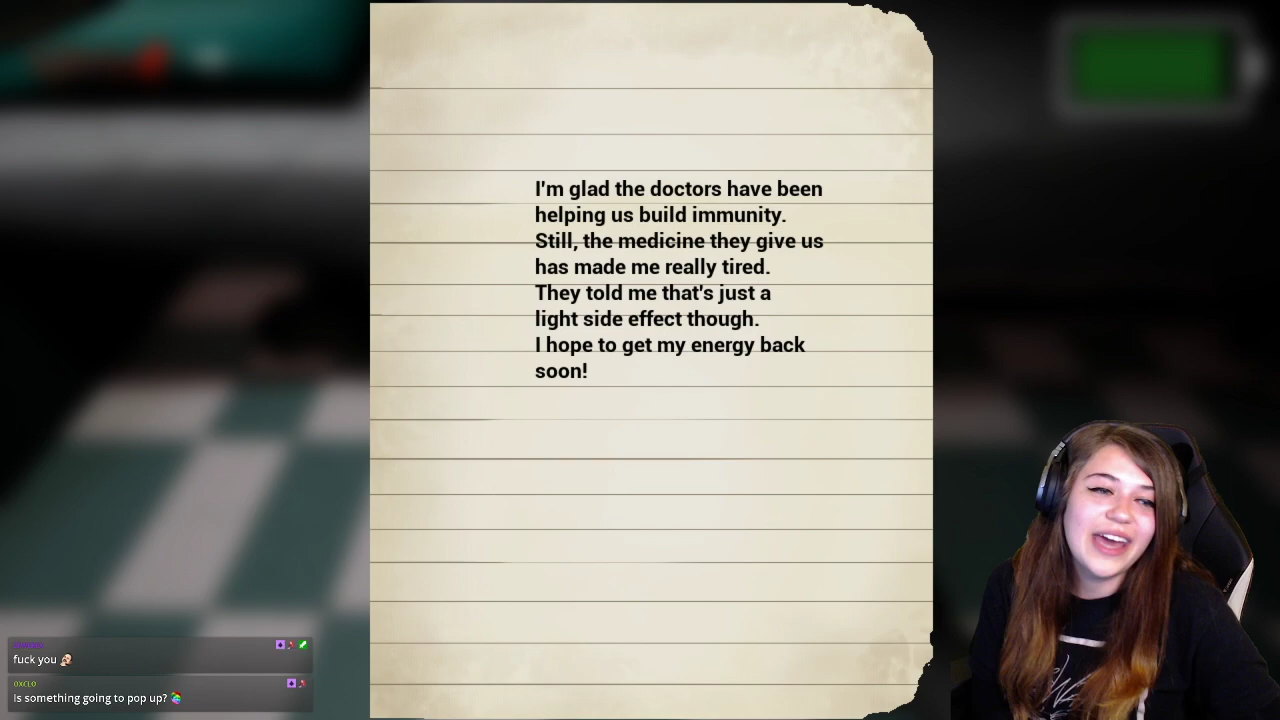 I'm glad the doctors have been
helping us build immunity.
Still, the medicine they give us
has made me really tired.
They told me that's just a
light side effect though.
I hope to get my energy back
soon!
fuck you
OXCLO
Is something going to pop up?